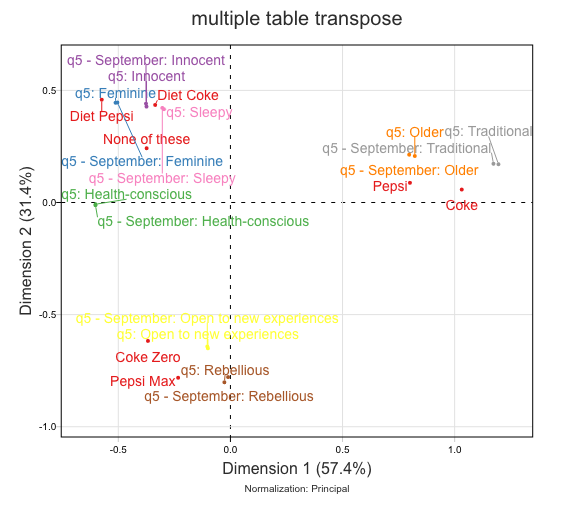 multiple table transpose
q5 - September: Innocent
q5: Innocent
q5: Feminine
Diet Coke
Diet Pepsi
q5: Sleepy
None of these
q5 - September: Feminine
q5 - September: Sleepy
q5: Health-conscious
q5 - September: Health-conscious
q5: Older
q5: Traditional
q5 - September: Traditional
q5 - September: Older
Pepsi
Coke
q5 - September: Open to new experiences
q5: Open to new experiences
Coke Zero
q5: Rebellious
Pepsi Max
q5 - September: Rebellious
0.5
0.0
-0.5
-1.0
Dimension 2 (31.4%)
-0.5
0.0
0.5
1.0
Dimension 1 (57.4%)
Normalization: Principal